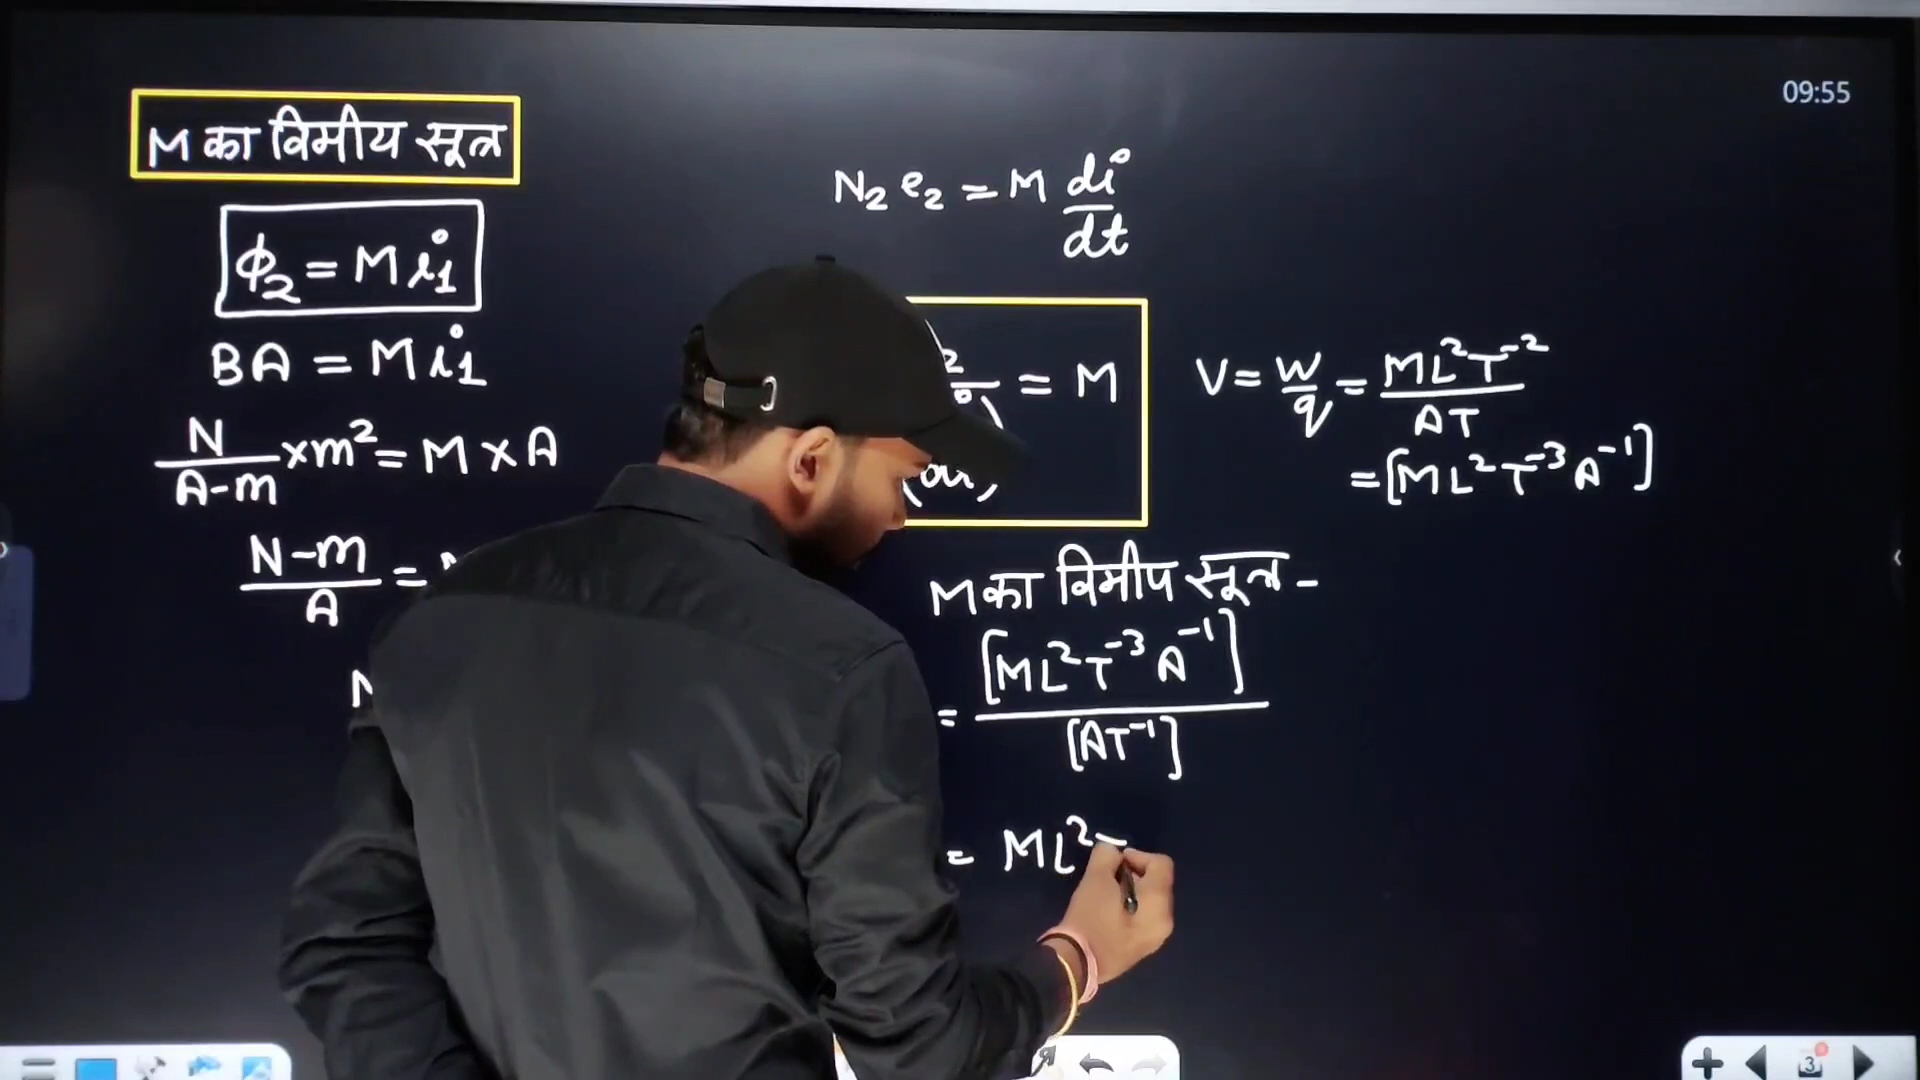 09:55
M का विमीय सूत्र
ϕ₂ = M i₁
BA = M i₁
N/A-m × m² = M × A
N-m/A =
N₂ e₂ = M di/dt
= M
V = W/q = ML²T⁻²/AT
= [ML²T⁻³A⁻¹]
M का विमीय सूत्र -
= [ML²T⁻³A⁻¹]/[AT⁻¹]
= ML²
3